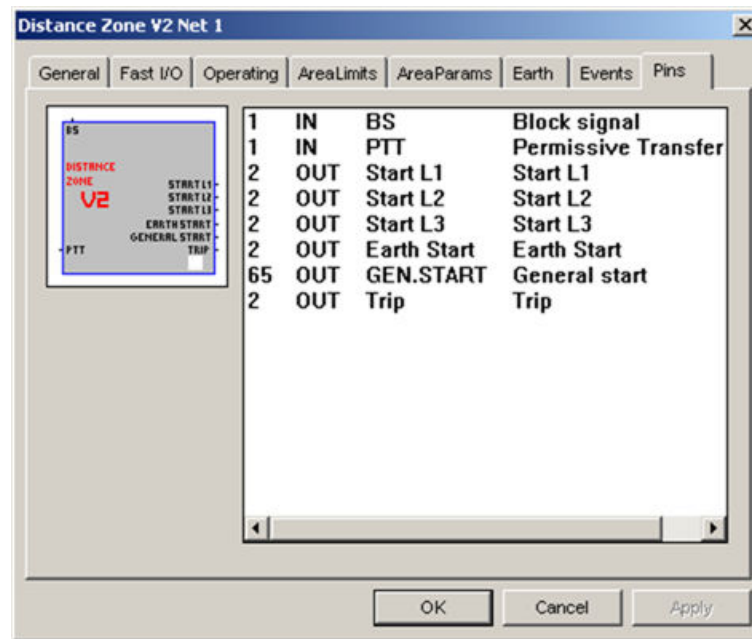 Distance Zone V2 Net 1
General Fast I/O Operating AreaLimits AreaParams Earth Events Pins
BS
DISTANCE
ZONE
V2
START L1
START L2
START L3
EARTH START
GENERAL START
PTT TRIP
1 IN BS Block signal
1 IN PTT Permissive Transfer
2 OUT Start L1 Start L1
2 OUT Start L2 Start L2
2 OUT Start L3 Start L3
2 OUT Earth Start Earth Start
65 OUT GEN.START General start
2 OUT Trip Trip
OK Cancel Apply